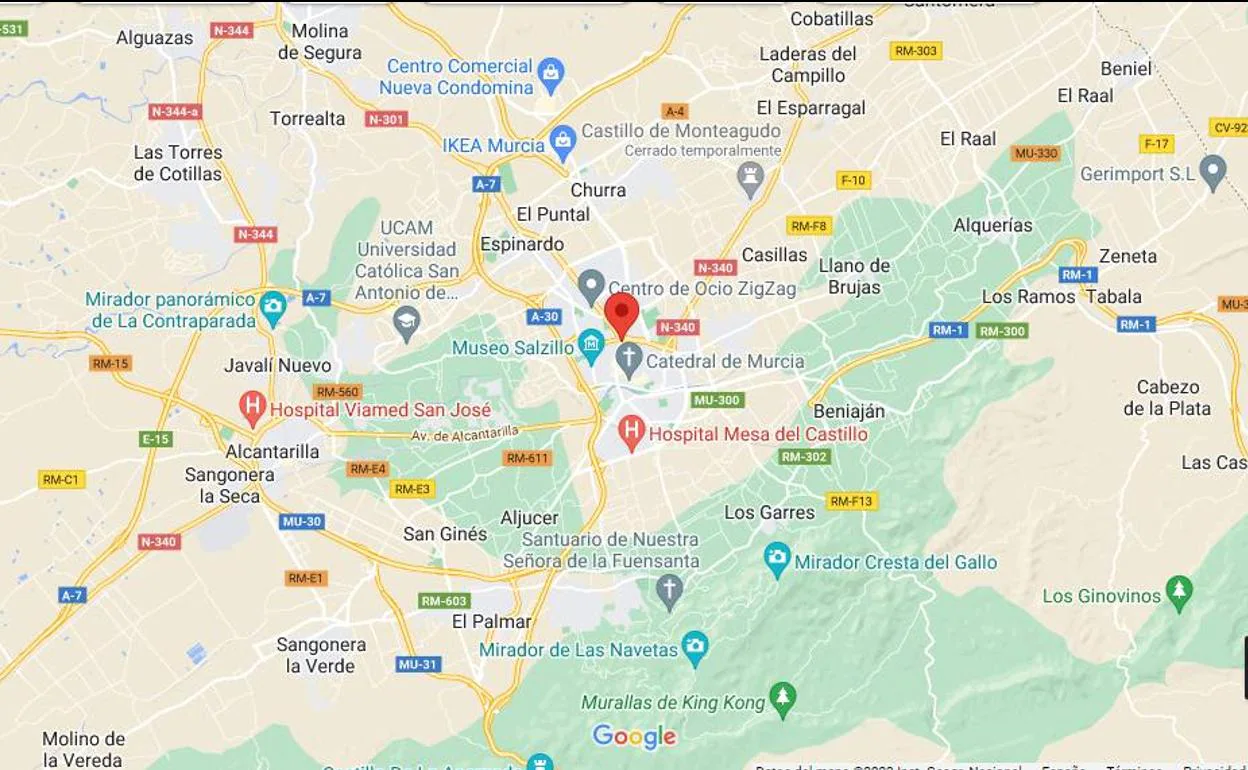 Cobatillas
-531
N-344
Molina
de Segura
Alguazas
RM-303
Laderas del
Campillo
Centro Comercial
Nueva Condomina
Beniel
El Raal
N-344-a
Torrealta
N-301
A-4
El Esparragal
CV-92
IKEA Murcia
Castillo de Monteagudo
Cerrado temporalmente
El Raal
F-17
MU-330
Las Torres
de Cotillas
Gerimport S.L
A-7
Churra
F-10
El Puntal
RM-F8
Alquerías
UCAM
Universidad
Católica San
Antonio de...
N-344
Espinardo
Casillas
Llano de
Brujas
Zeneta
N-340
RM-1
Centro de Ocio ZigZag
Los Ramos
Tabala
Mirador panorámico
de La Contraparada
A-7
MU-3
A-30
N-340
RM-1
RM-300
RM-1
Museo Salzillo
Catedral de Murcia
RM-15
Javalí Nuevo
RM-560
MU-300
Cabezo
de la Plata
Hospital Viamed San José
Beniaján
E-15
Av. de Alcantarilla
Hospital Mesa del Castillo
Alcantarilla
RM-611
RM-302
Las Cas
Sangonera
la Seca
RM-E4
RM-C1
RM-E3
RM-F13
Los Garres
MU-30
Aljucer
San Ginés
N-340
Santuario de Nuestra
Señora de la Fuensanta
Mirador Cresta del Gallo
RM-E1
A-7
RM-603
Los Ginovinos
El Palmar
Sangonera
la Verde
Mirador de Las Navetas
MU-31
Murallas de King Kong
Google
Molino de
la Vereda